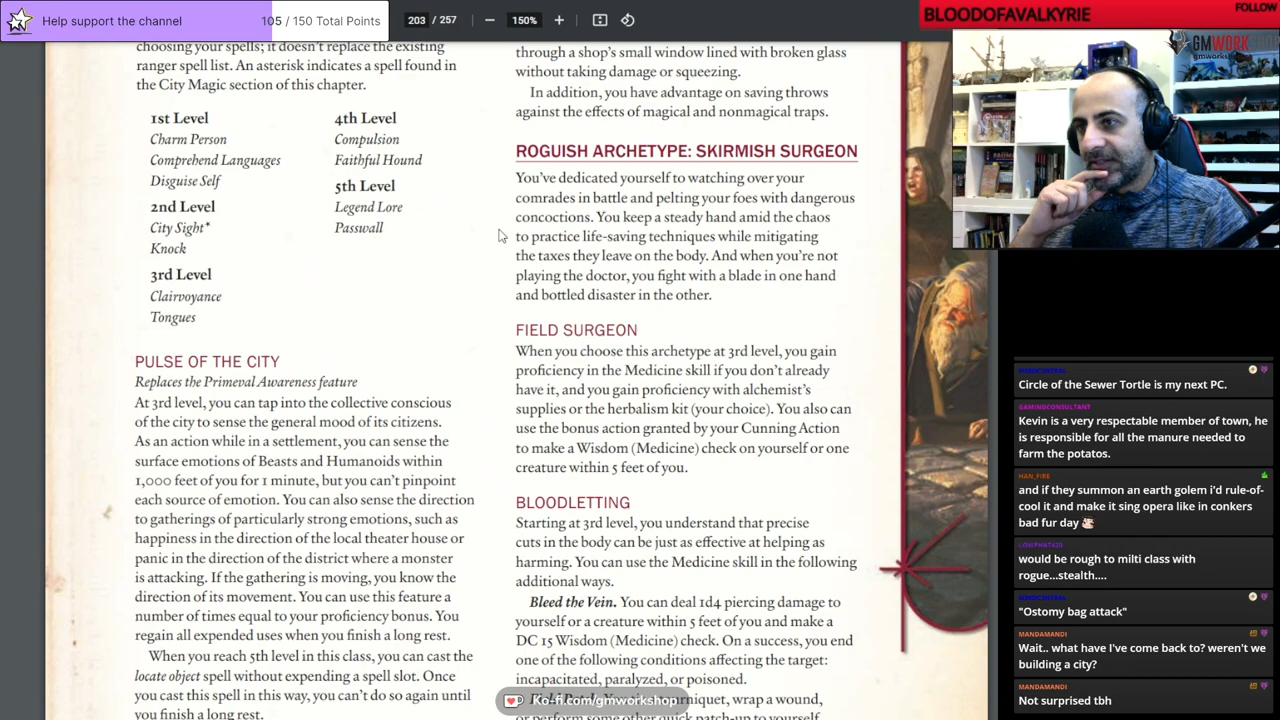 Help support the channel
105 / 150 Total Points
203 / 257
150%
BLOODOFAVALKYRIE
FOLLOW
GMWORKSHOP
gmworkshop
choosing your spells; it doesn't replace the existing
ranger spell list. An asterisk indicates a spell found in
the City Magic section of this chapter.
1st Level
Charm Person
Comprehend Languages
Disguise Self
2nd Level
City Sight*
Knock
3rd Level
Clairvoyance
Tongues
4th Level
Compulsion
Faithful Hound
5th Level
Legend Lore
Passwall
PULSE OF THE CITY
Replaces the Primeval Awareness feature
At 3rd level, you can tap into the collective conscious
of the city to sense the general mood of its citizens.
As an action while in a settlement, you can sense the
surface emotions of Beasts and Humanoids within
1,000 feet of you for 1 minute, but you can't pinpoint
each source of emotion. You can also sense the direction
to gatherings of particularly strong emotions, such as
happiness in the direction of the local theater house or
panic in the direction of the district where a monster
is attacking. If the gathering is moving, you know the
direction of its movement. You can use this feature a
number of times equal to your proficiency bonus. You
regain all expended uses when you finish a long rest.
When you reach 5th level in this class, you can cast the
locate object spell without expending a spell slot. Once
you cast this spell in this way, you can't do so again until
you finish a long rest.
through a shop's small window lined with broken glass
without taking damage or squeezing.
In addition, you have advantage on saving throws
against the effects of magical and nonmagical traps.
ROGUISH ARCHETYPE: SKIRMISH SURGEON
You've dedicated yourself to watching over your
comrades in battle and pelting your foes with dangerous
concoctions. You keep a steady hand amid the chaos
to practice life-saving techniques while mitigating
the taxes they leave on the body. And when you're not
playing the doctor, you fight with a blade in one hand
and bottled disaster in the other.
FIELD SURGEON
When you choose this archetype at 3rd level, you gain
proficiency in the Medicine skill if you don't already
have it, and you gain proficiency with alchemist's
supplies or the herbalism kit (your choice). You also can
use the bonus action granted by your Cunning Action
to make a Wisdom (Medicine) check on yourself or one
creature within 5 feet of you.
BLOODLETTING
Starting at 3rd level, you understand that precise
cuts in the body can be just as effective at helping as
harming. You can use the Medicine skill in the following
additional ways.
Bleed the Vein. You can deal 1d4 piercing damage to
yourself or a creature within 5 feet of you and make a
DC 15 Wisdom (Medicine) check. On a success, you end
one of the following conditions affecting the target:
incapacitated, paralyzed, or poisoned.
wrap a wound,
or perform some other quick patch-up to yourself
Ko-fi.com/gmworkshop
Circle of the Sewer Tortle is my next PC.
GAMINGCONSULTANT
Kevin is a very respectable member of town, he
is responsible for all the manure needed to
farm the potatos.
HAN_FIRE
and if they summon an earth golem i'd rule-of-
cool it and make it sing opera like in conkers
bad fur day
would be rough to milti class with
rogue...stealth....
"Ostomy bag attack"
MANDAMANDI
Wait.. what have I've come back to? weren't we
building a city?
MANDAMANDI
Not surprised tbh